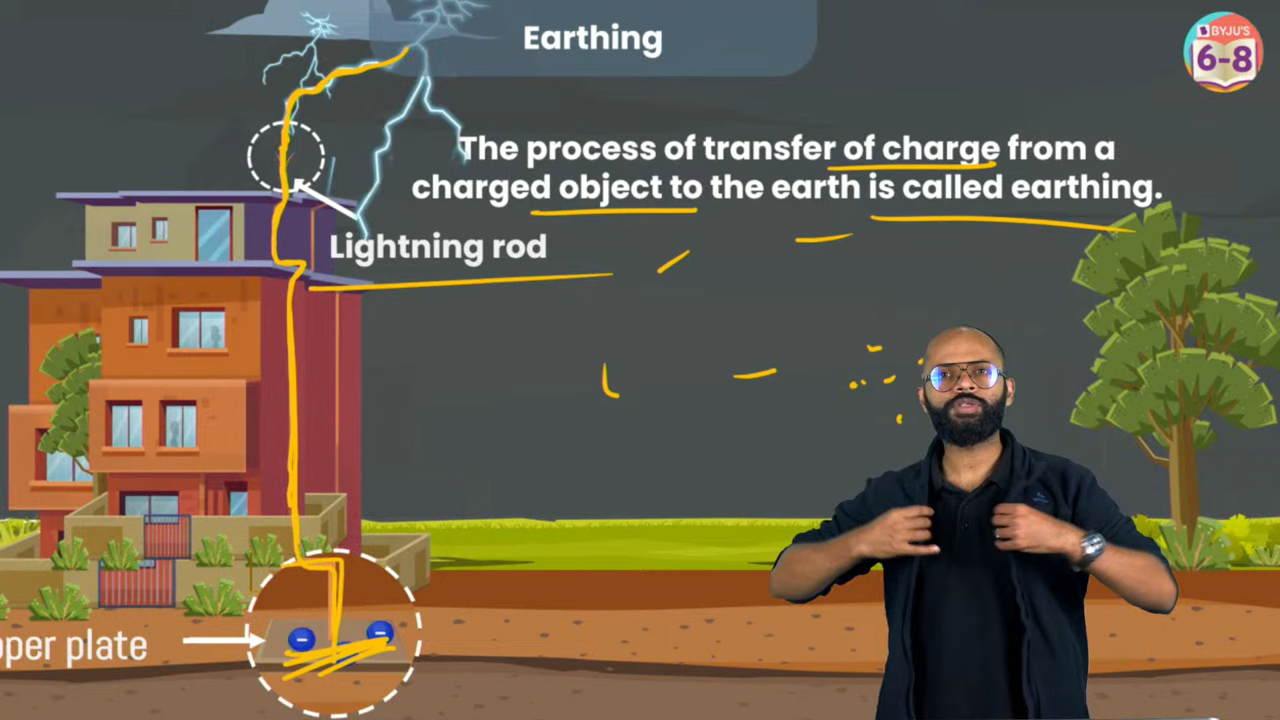 Earthing
BYJU'S
6-8
The process of transfer of charge from a
charged object to the earth is called earthing.
Lightning rod
pper plate